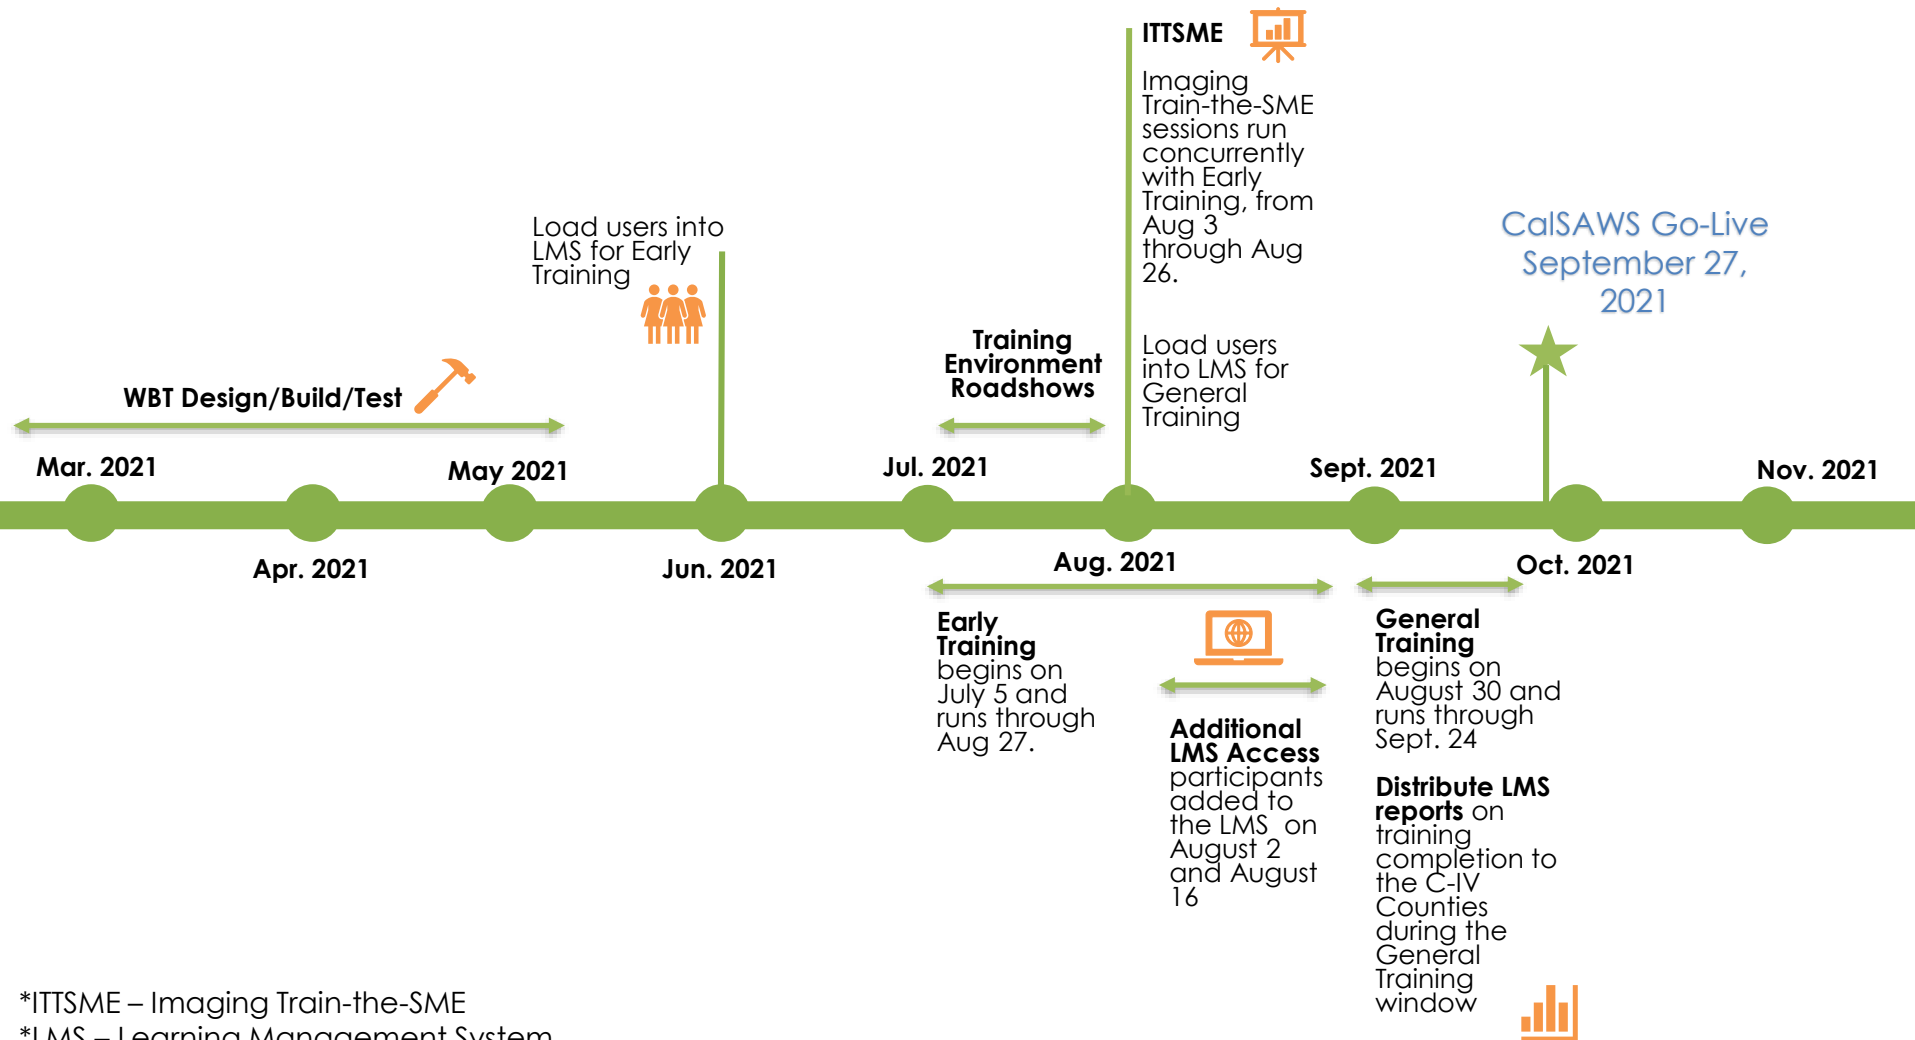 ITTSME
Imaging
Train-the-SME
sessions run
concurrently
with Early
Training, from
Aug 3
through Aug
26.
Load users
into LMS for
General
Training
Load users into
LMS for Early
Training
CalSAWS Go-Live
September 27,
2021
Training
Environment
Roadshows
WBT Design/Build/Test
Mar. 2021
May 2021
Jul. 2021
Sept. 2021
Nov. 2021
Apr. 2021
Jun. 2021
Aug. 2021
Oct. 2021
Early
Training
begins on
July 5 and
runs through
Aug 27.
Additional
LMS Access
participants
added to
the LMS on
August 2
and August
16
General
Training
begins on
August 30 and
runs through
Sept. 24
Distribute LMS
reports on
training
completion to
the C-IV
Counties
during the
General
Training
window
*ITTSME – Imaging Train-the-SME
*LMS – Learning Management System